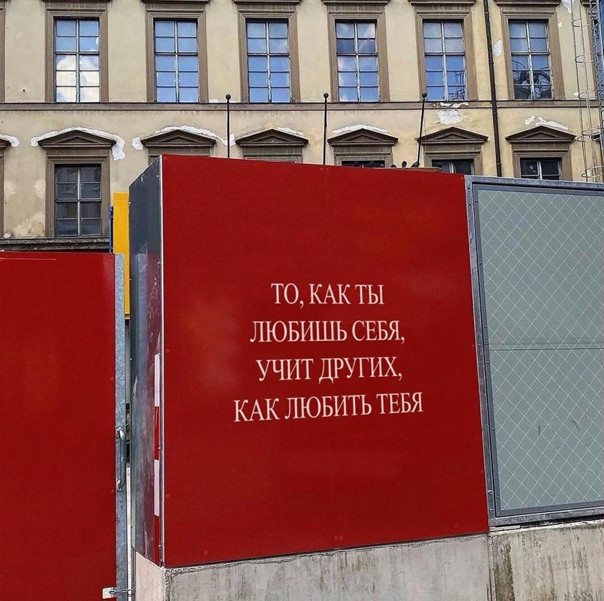 ТО, КАК ТЫ
ЛЮБИШЬ СЕБЯ,
УЧИТ ДРУГИХ,
КАК ЛЮБИТЬ ТЕБЯ